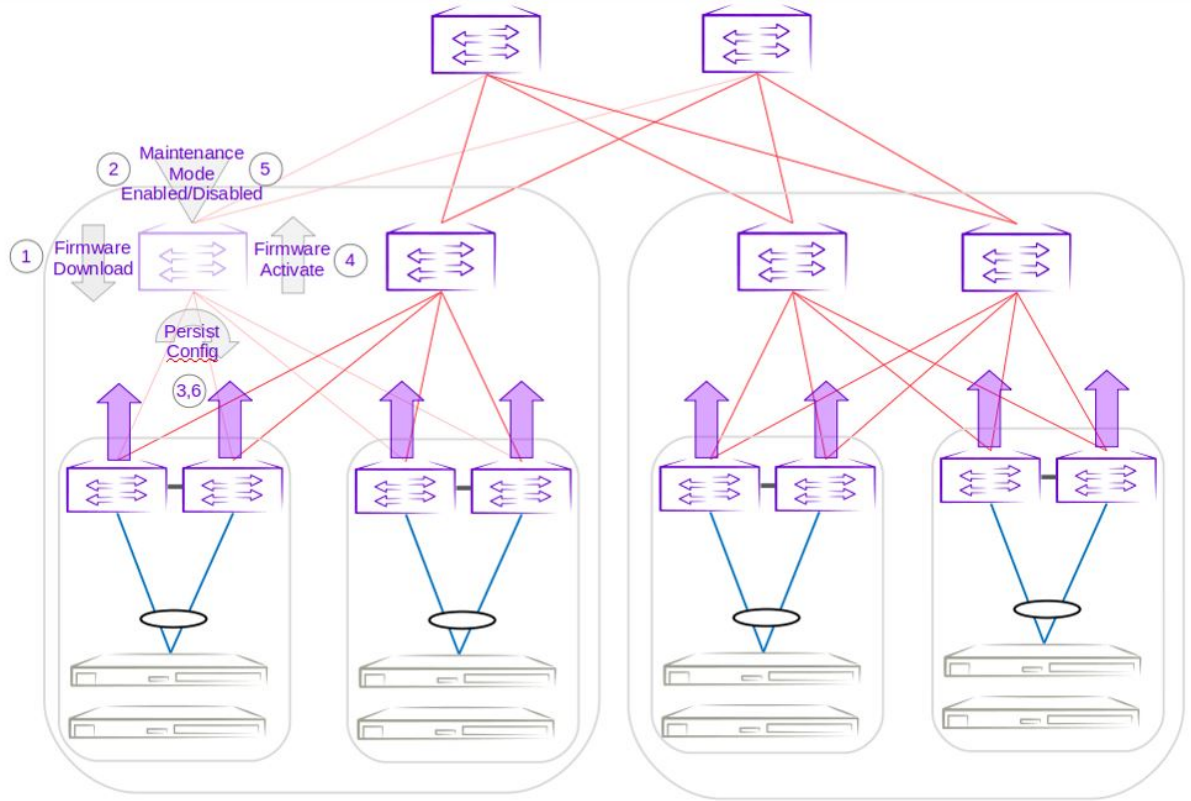 2
Maintenance
Mode
Enabled/Disabled
5
1
Firmware
Download
Firmware
Activate
4
Persist
Config
3,6